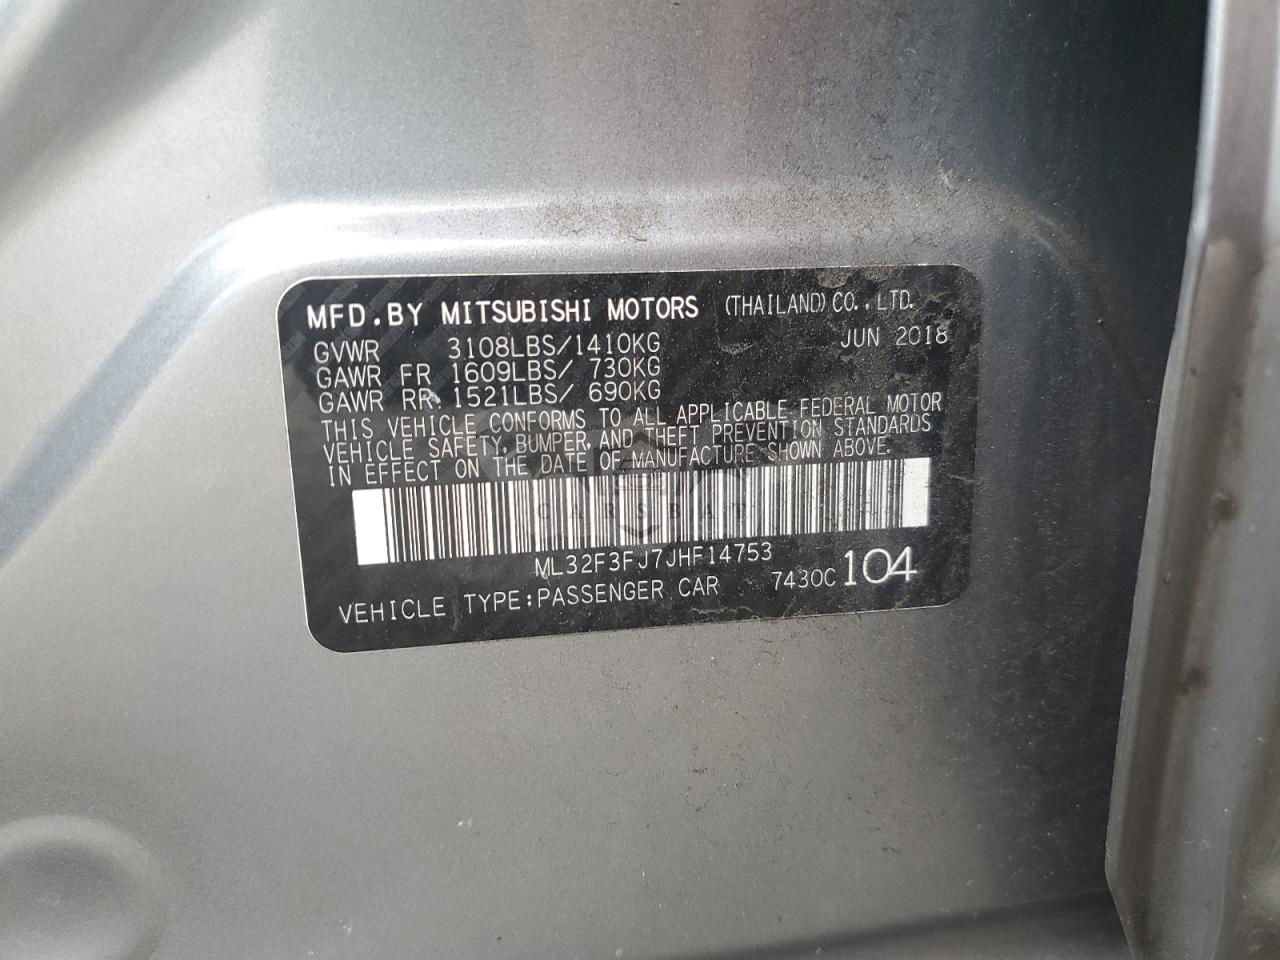 MFD.BY MITSUBISHI MOTORS (THAILAND)CO.,LTD.
GVWR 3108LBS/1410KG JUN 2018
GAWR FR 1609LBS/ 730KG
GAWR RR 1521LBS/ 690KG
THIS VEHICLE CONFORMS TO ALL APPLICABLE FEDERAL MOTOR
VEHICLE SAFETY, BUMPER, AND THEFT PREVENTION STANDARDS
IN EFFECT ON THE DATE OF MANUFACTURE SHOWN ABOVE.
CARSBAR
ML32F3FJ7JHF14753
VEHICLE TYPE:PASSENGER CAR 7430C 104